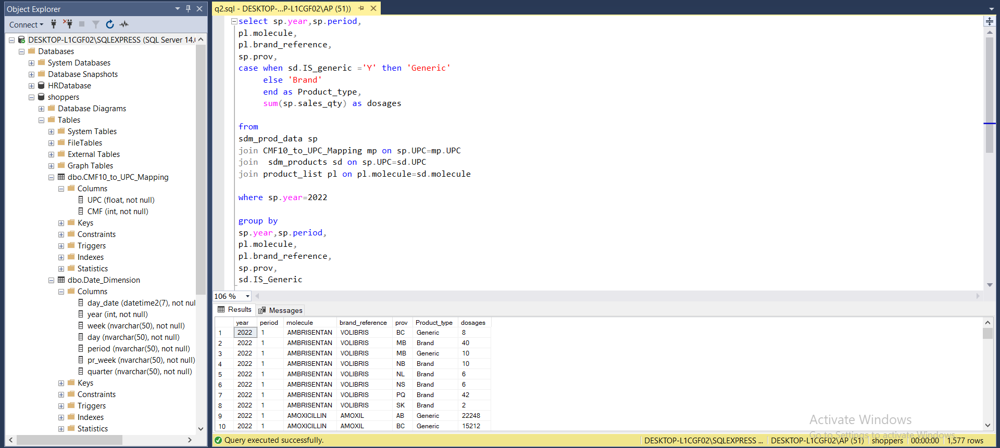 Object Explorer
Connect
DESKTOP-L1CGF02\SQLEXPRESS (SQL Server 14.
Databases
System Databases
Database Snapshots
HRDatabase
shoppers
Database Diagrams
Tables
System Tables
FileTables
External Tables
Graph Tables
dbo.CMF10_to_UPC_Mapping
Columns
UPC (float, not null)
CMF (int, not null)
Keys
Constraints
Triggers
Indexes
Statistics
dbo.Date_Dimension
Columns
day_date (datetime2(7), not nul
year (int, not null)
week (nvarchar(50), not null)
day (nvarchar(50), not null)
period (nvarchar(50), not null)
pr_week (nvarchar(50), not null)
quarter (nvarchar(50), not null)
Keys
Constraints
Triggers
Indexes
Statistics
q2.sql - DESKTOP-...P-L1CGF02\AP (51))
select sp.year,sp.period,
pl.molecule,
pl.brand_reference,
sp.prov,
case when sd.IS_generic ='Y' then 'Generic'
else 'Brand'
end as Product_type,
sum(sp.sales_qty) as dosages
from
sdm_prod_data sp
join CMF10_to_UPC_Mapping mp on sp.UPC=mp.UPC
join  sdm_products sd on sp.UPC=sd.UPC
join product_list pl on pl.molecule=sd.molecule
where sp.year=2022
group by
sp.year,sp.period,
pl.molecule,
pl.brand_reference,
sp.prov,
sd.IS_Generic
106 %
Results Messages
year period molecule brand_reference prov Product_type dosages
1 2022 1 AMBRISENTAN VOLIBRIS BC Generic 8
2 2022 1 AMBRISENTAN VOLIBRIS MB Brand 40
3 2022 1 AMBRISENTAN VOLIBRIS MB Generic 10
4 2022 1 AMBRISENTAN VOLIBRIS NB Brand 10
5 2022 1 AMBRISENTAN VOLIBRIS NL Brand 6
6 2022 1 AMBRISENTAN VOLIBRIS NS Brand 6
7 2022 1 AMBRISENTAN VOLIBRIS PQ Brand 42
8 2022 1 AMBRISENTAN VOLIBRIS SK Brand 2
9 2022 1 AMOXICILLIN AMOXIL AB Generic 22248
10 2022 1 AMOXICILLIN AMOXIL BC Generic 15212
Activate Windows
Go to Settings to activate Windows.
Query executed successfully.
DESKTOP-L1CGF02\SQLEXPRESS ... DESKTOP-L1CGF02\AP (51) shoppers 00:00:00 1,577 rows